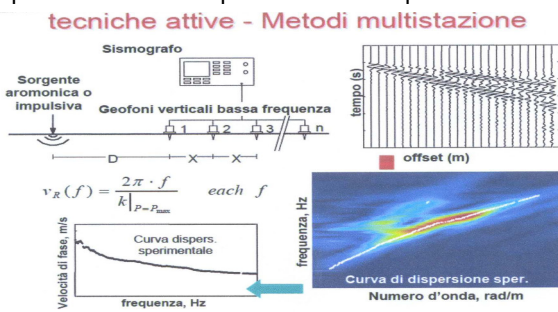 tecniche attive - Metodi multistazione
Sismografo
Sorgente
aromonica o
impulsiva
Geofoni verticali bassa frequenza
1 2 3 n
D X X
tempo (s)
offset (m)
v_R(f) = 2π · f / k|_{P=P_max} each f
Velocità di fase, m/s
Curva dispers.
sperimentale
frequenza, Hz
frequenza, Hz
Curva di dispersione sper.
Numero d'onda, rad/m